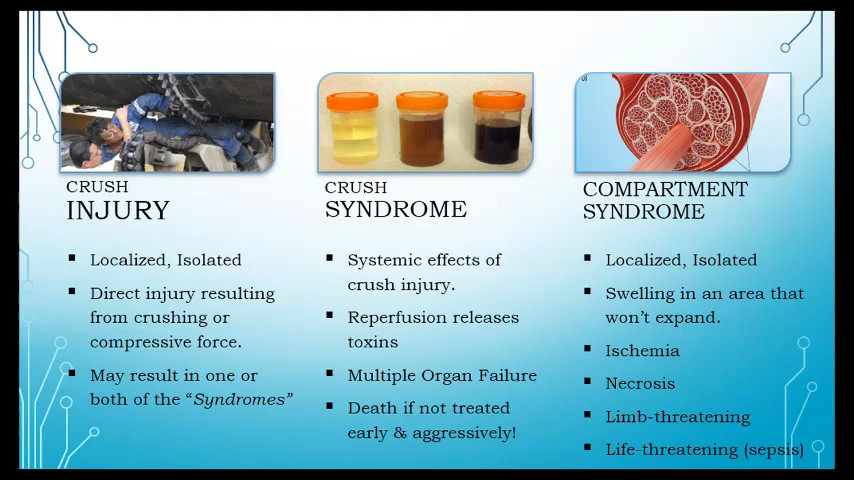 CRUSH
INJURY
Localized, Isolated
Direct injury resulting
from crushing or
compressive force.
May result in one or
both of the “Syndromes”
CRUSH
SYNDROME
Systemic effects of
crush injury.
Reperfusion releases
toxins
Multiple Organ Failure
Death if not treated
early & aggressively!
COMPARTMENT
SYNDROME
Localized, Isolated
Swelling in an area that
won’t expand.
Ischemia
Necrosis
Limb-threatening
Life-threatening (sepsis)